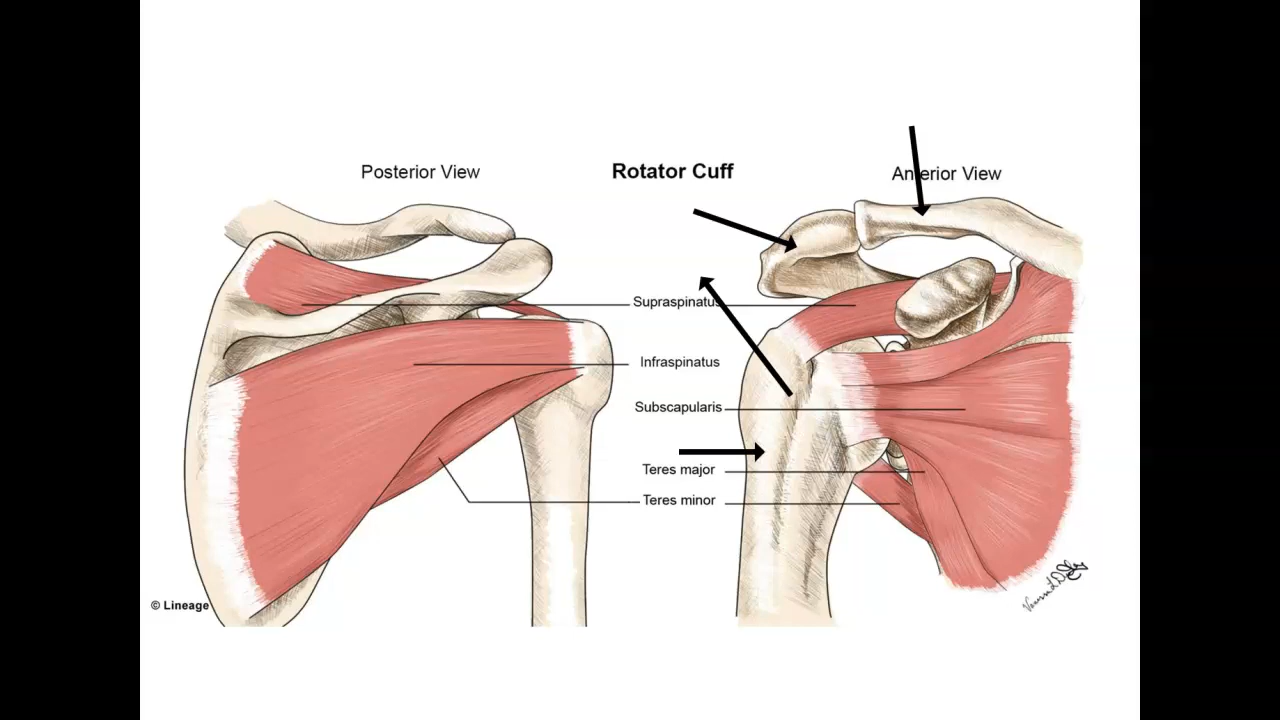 Posterior View
Rotator Cuff
Anterior View
Supraspinatus
Infraspinatus
Subscapularis
Teres major
Teres minor
© Lineage